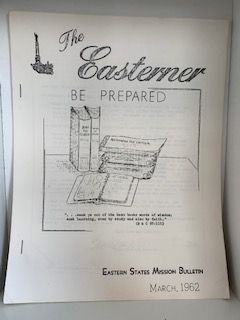 The
Easterner
BE PREPARED
". . .seek ye out of the best books words of wisdom;
seek learning, even by study and also by faith."
(D & C 88:118)
EASTERN STATES MISSION BULLETIN
MARCH, 1962